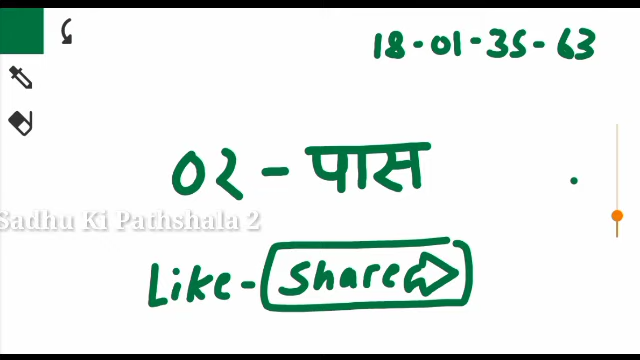 18-01-35-63
०२-पास
Sadhu Ki Pathshala 2
Like-Share